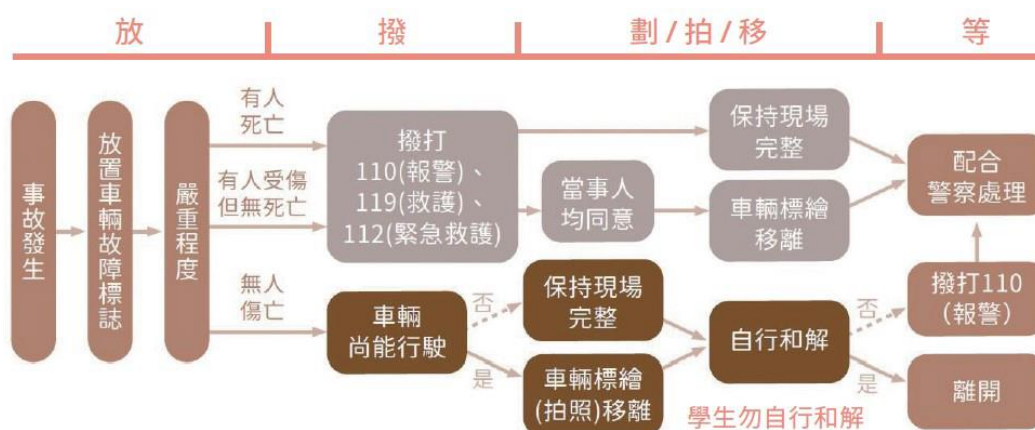 放
撥
劃/拍/移
等
事故發生
放置車輛故障標誌
嚴重程度
有人
死亡
有人受傷
但無死亡
無人
傷亡
撥打
110(報警)、
119(救護)、
112(緊急救護)
當事人
均同意
保持現場
完整
車輛標繪
移離
配合
警察處理
車輛
尚能行駛
否
是
保持現場
完整
車輛標繪
(拍照)移離
自行和解
否
是
撥打110
(報警)
離開
學生勿自行和解